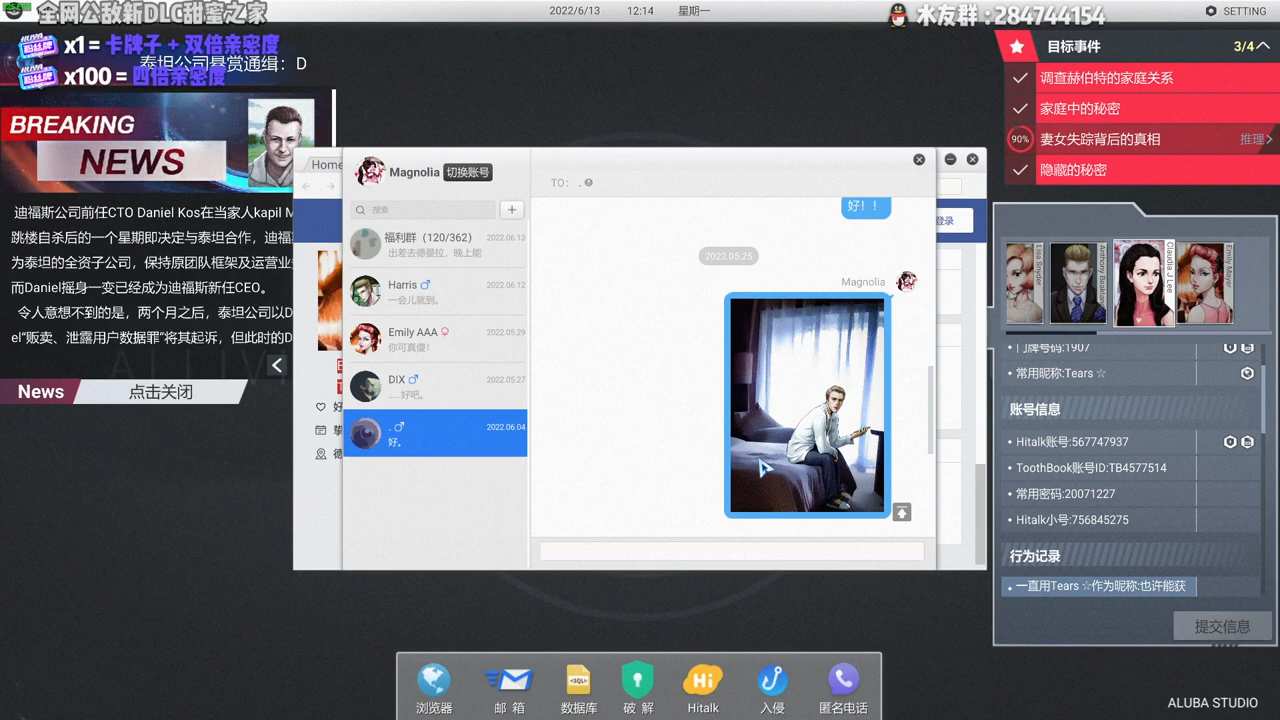 全网公敌新DLC甜蜜之家
2022/6/13
12:14
星期一
水友群:284744154
SETTING
粉丝牌 x1 = 卡牌子 + 双倍亲密度
泰坦公司悬赏通缉：D
粉丝牌 x100 = 四倍亲密度
BREAKING
NEWS
迪福斯公司前任CTO Daniel Kos在当家人kapil M
跳楼自杀后的一个星期即决定与泰坦合作，迪福
为泰坦的全资子公司，保持原团队框架及运营业
而Daniel摇身一变已经成为迪福斯新任CEO。
令人意想不到的是，两个月之后，泰坦公司以D
el“贩卖、泄露用户数据罪”将其起诉，但此时的D
News
点击关闭
Home
登录
好
挚
德
Magnolia
切换账号
搜索
福利群（120/362）
2022.06.13
出差去德曼拉，晚上能
Harris
2022.06.12
一会儿就到。
Emily AAA
2022.05.29
你可真傻！
DIX
2022.05.27
......好吧。
.
2022.06.04
好。
TO: .
好！！
2022.05.25
Magnolia
目标事件
3/4
调查赫伯特的家庭关系
家庭中的秘密
90%
妻女失踪背后的真相
推理
隐藏的秘密
Lisa Snyder
Claudia J. Lee
Emily Mayer
• 门牌号码:1907
• 常用昵称:Tears ☆
账号信息
• Hitalk账号:567747937
• ToothBook账号ID:TB4577514
• 常用密码:20071227
• Hitalk小号:756845275
行为记录
• 一直用Tears ☆作为昵称:也许能获
提交信息
浏览器
邮 箱
<SQL>
数据库
破 解
Hi
Hitalk
入侵
匿名电话
ALUBA STUDIO